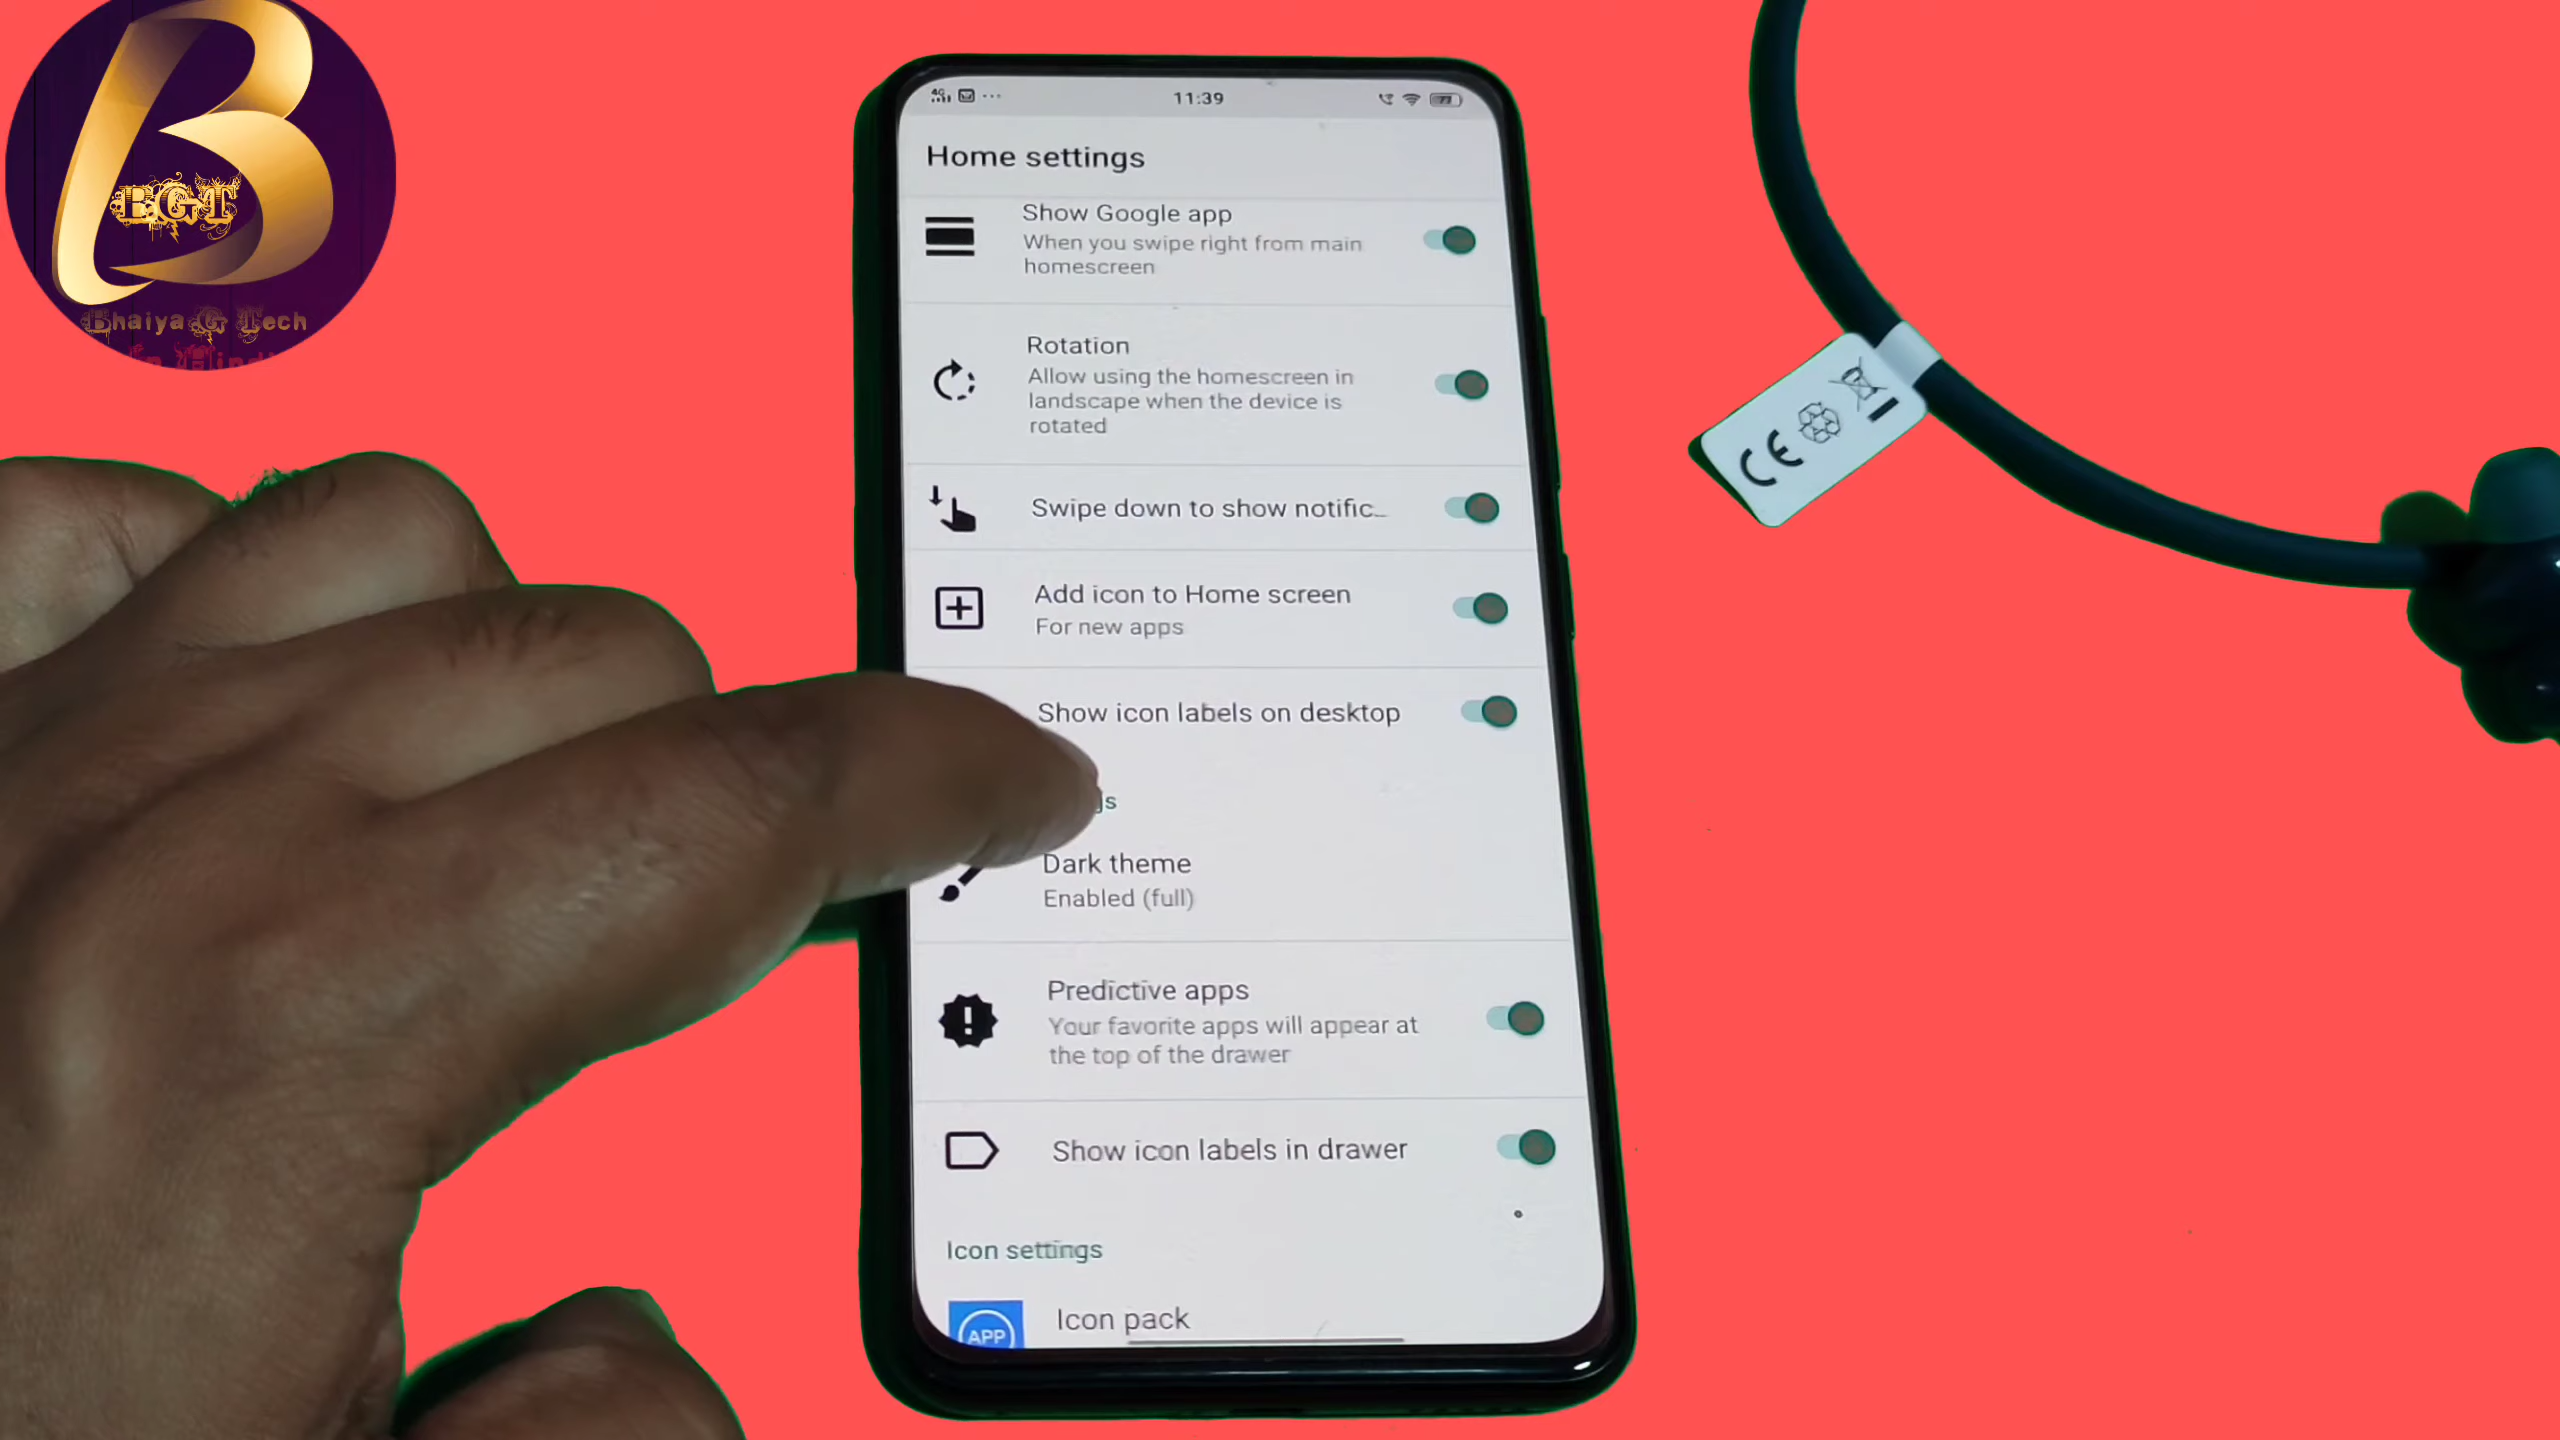 BGT
Bhaiya G Tech
4G
11:39
77
Home settings
Show Google app
When you swipe right from main
homescreen
Rotation
Allow using the homescreen in
landscape when the device is
rotated
Swipe down to show notific...
Add icon to Home screen
For new apps
Show icon labels on desktop
gs
Dark theme
Enabled (full)
Predictive apps
Your favorite apps will appear at
the top of the drawer
Show icon labels in drawer
Icon settings
Icon pack
APP
CE